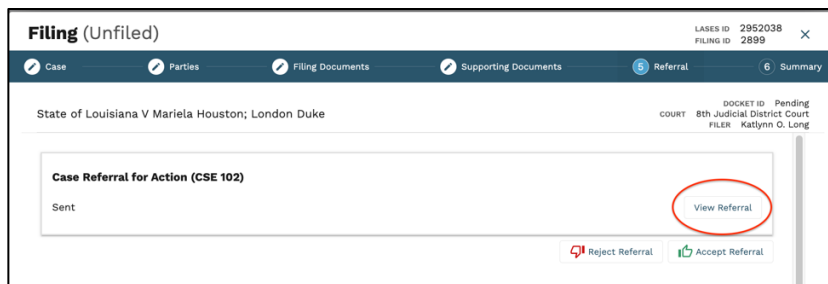 Filing (Unfiled)
LASES ID 2952038
FILING ID 2899
Case
Parties
Filing Documents
Supporting Documents
5 Referral
6 Summary
State of Louisiana V Mariela Houston; London Duke
DOCKET ID Pending
COURT 8th Judicial District Court
FILER Katlynn O. Long
Case Referral for Action (CSE 102)
Sent
View Referral
Reject Referral
Accept Referral